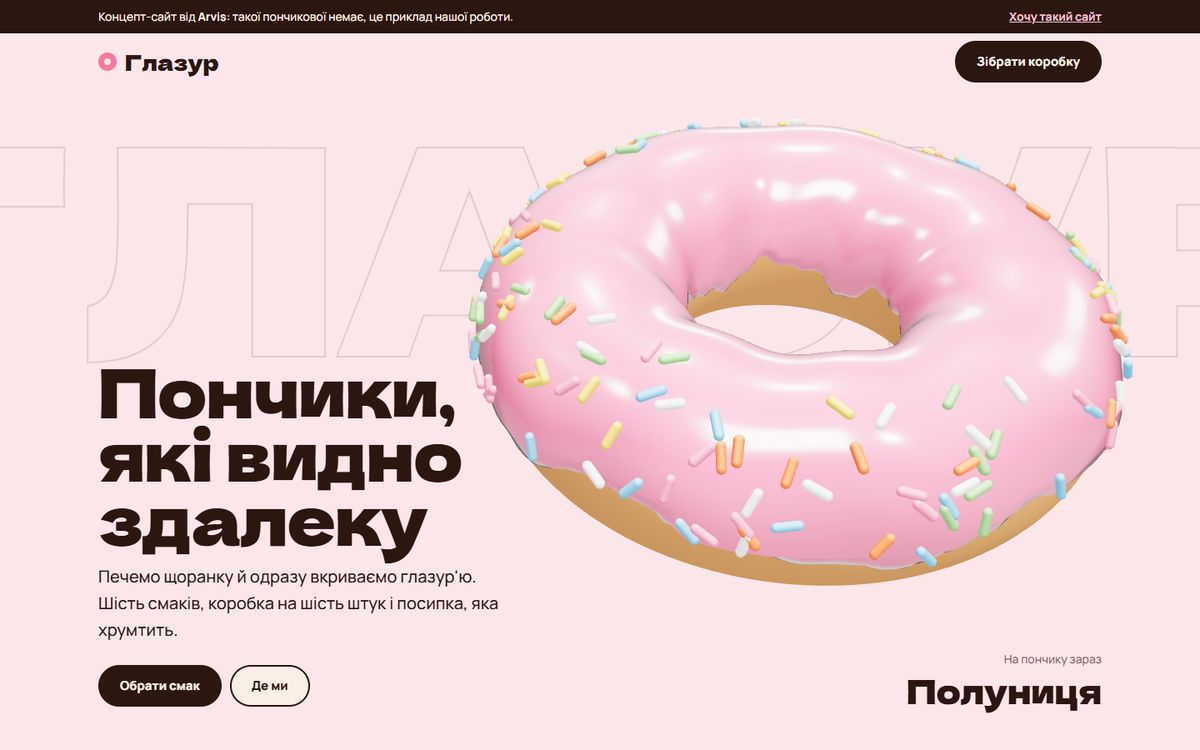 Концепт-сайт від Arvis: такої пончикової немає, це приклад нашої роботи.
Хочу такий сайт
Глазур
Зібрати коробку
Пончики,
які видно
здалеку
Печемо щоранку й одразу вкриваємо глазур'ю.
Шість смаків, коробка на шість штук і посипка, яка
хрумтить.
Обрати смак
Де ми
На пончику зараз
Полуниця